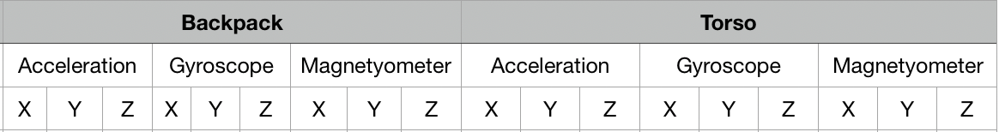 Backpack Torso
Acceleration Gyroscope Magnetyometer Acceleration Gyroscope Magnetyometer
X Y Z X Y Z X Y Z X Y Z X Y Z X Y Z